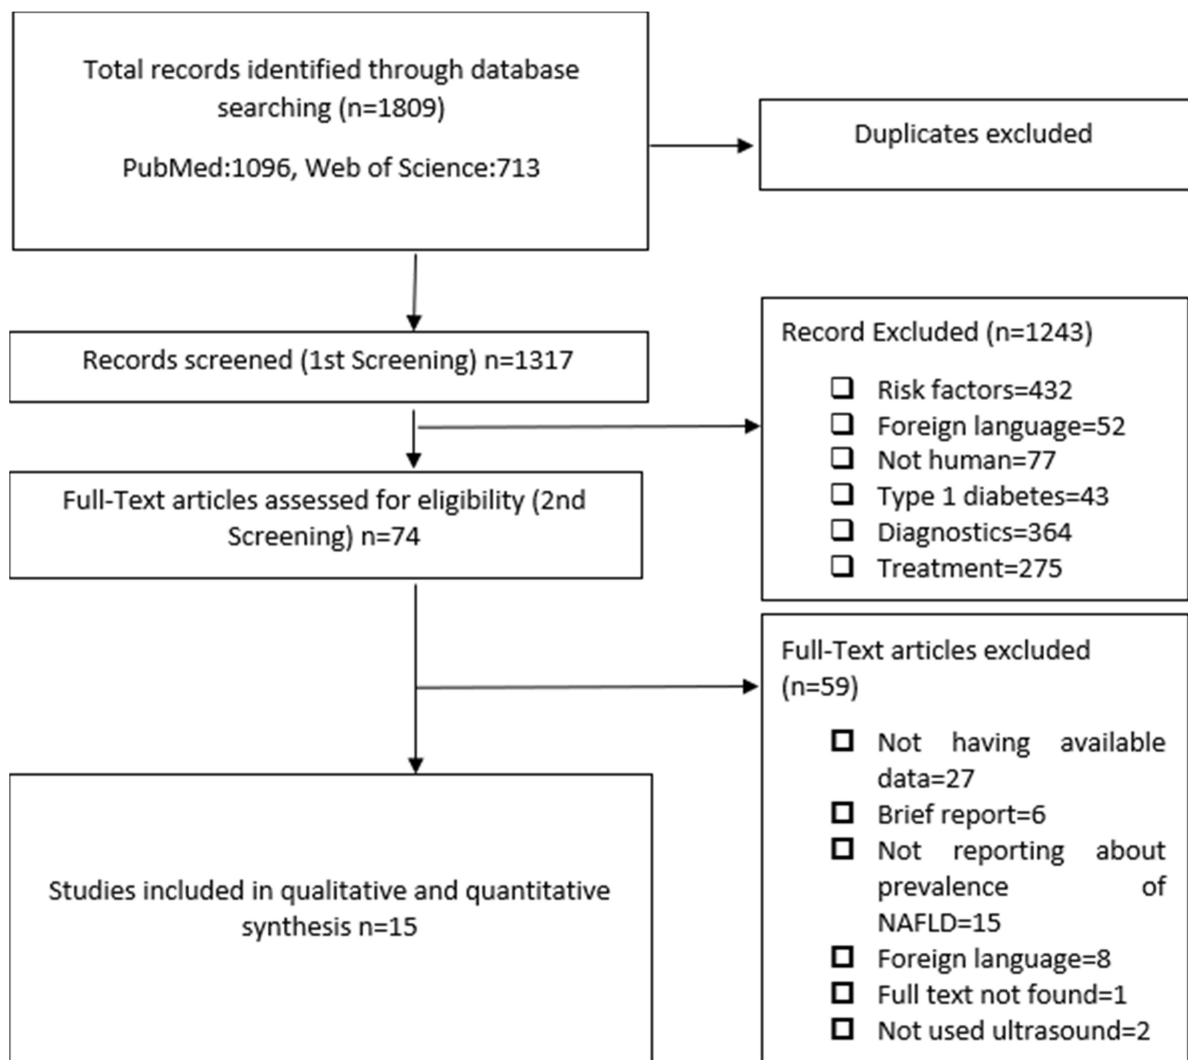 Total records identified through database
searching (n=1809)
PubMed:1096, Web of Science:713
Duplicates excluded
Records screened (1st Screening) n=1317
Record Excluded (n=1243)
Risk factors=432
Foreign language=52
Not human=77
Type 1 diabetes=43
Diagnostics=364
Treatment=275
Full-Text articles assessed for eligibility (2nd
Screening) n=74
Full-Text articles excluded
(n=59)
Not having available
data=27
Brief report=6
Not reporting about
prevalence of
NAFLD=15
Foreign language=8
Full text not found=1
Not used ultrasound=2
Studies included in qualitative and quantitative
synthesis n=15